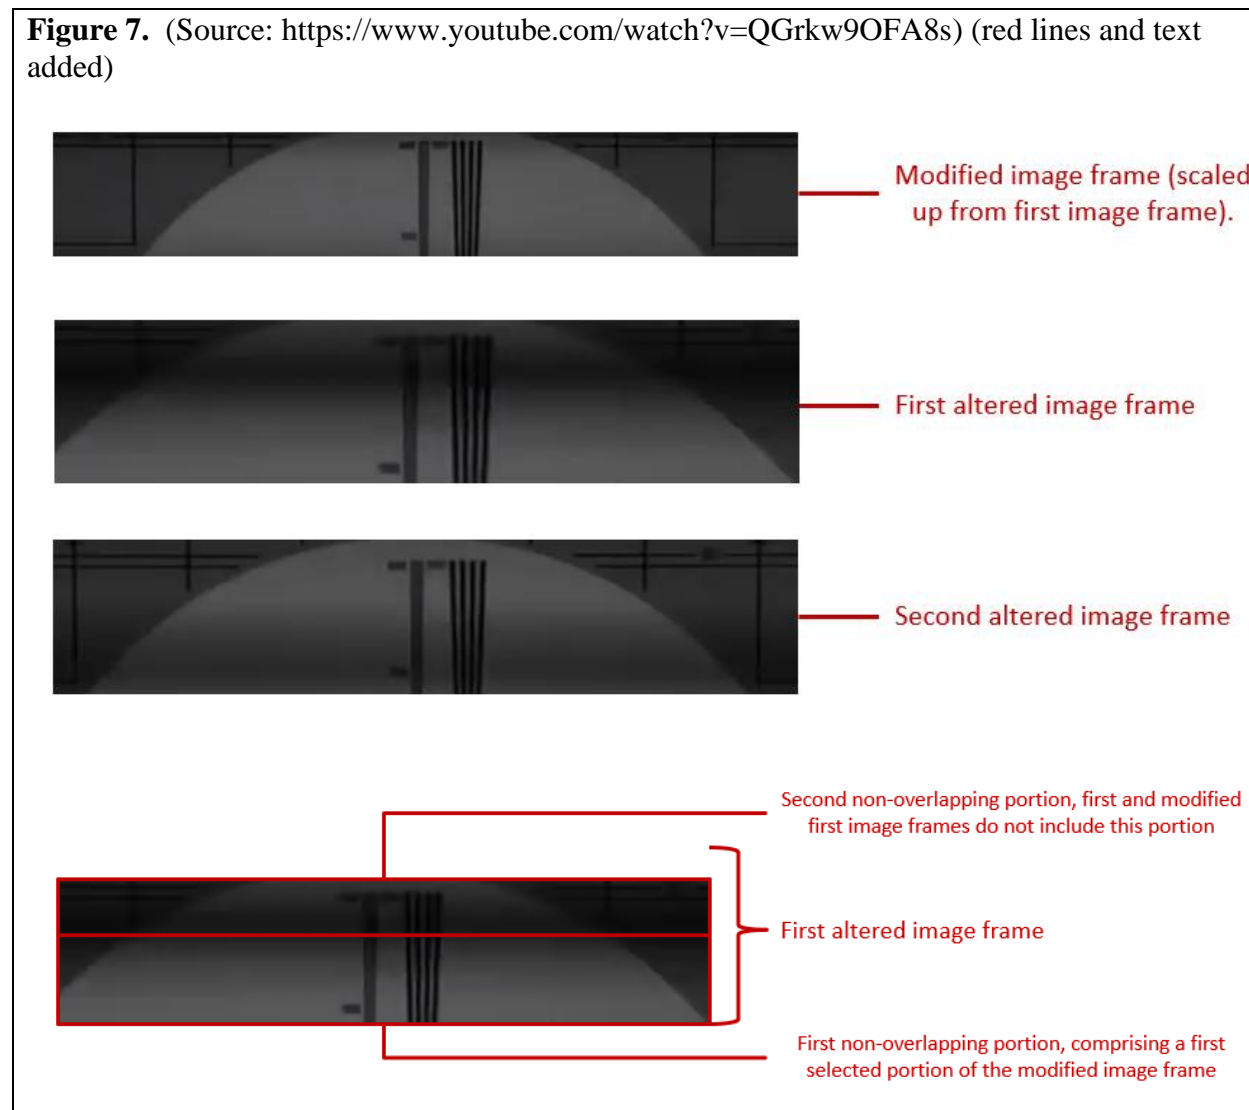 Figure 7. (Source: https://www.youtube.com/watch?v=QGrkw9OFA8s) (red lines and text
added)
Modified image frame (scaled
up from first image frame).
First altered image frame
Second altered image frame
Second non-overlapping portion, first and modified
first image frames do not include this portion
First altered image frame
First non-overlapping portion, comprising a first
selected portion of the modified image frame